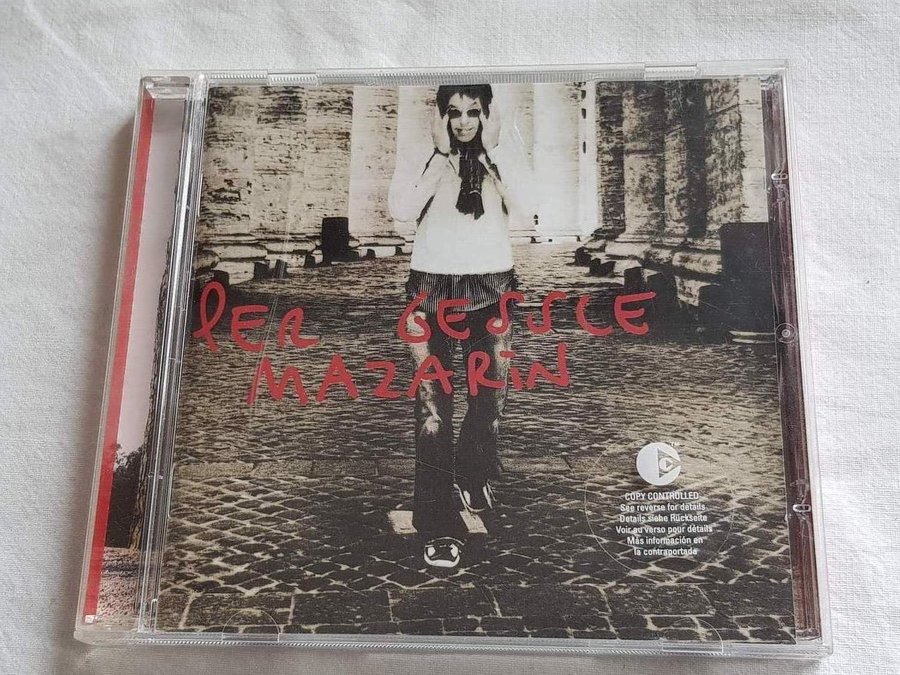 PER GESSLE
MAZARIN
COPY CONTROLLED
See reverse for details
Details siehe Rückseite
Voir au verso pour détails
Más información en
la contraportada